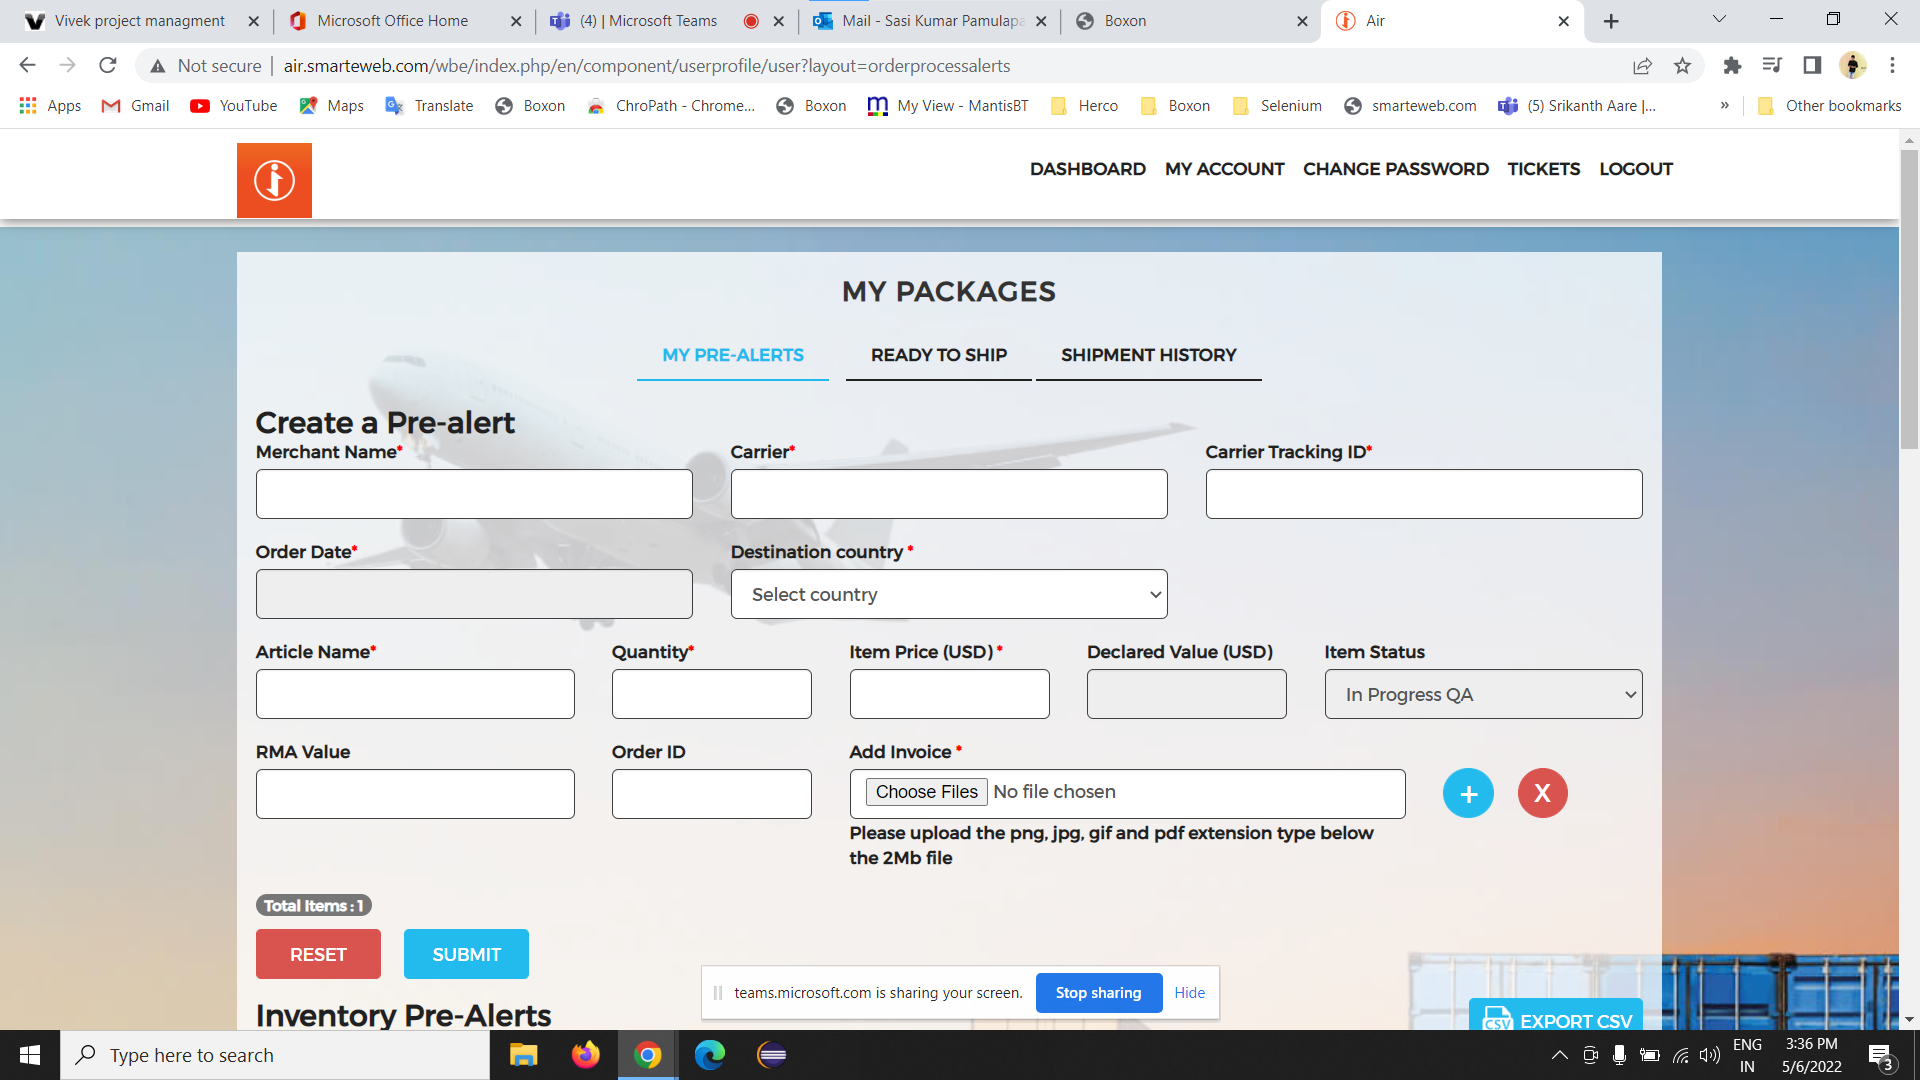 Vivek project managment
Microsoft Office Home
(4) | Microsoft Teams
Mail - Sasi Kumar Pamulapa
Boxon
Air
Not secure | air.smarteweb.com/wbe/index.php/en/component/userprofile/user?layout=orderprocessalerts
Apps Gmail YouTube Maps Translate Boxon ChroPath - Chrome... Boxon My View - MantisBT Herco Boxon Selenium smarteweb.com (5) Srikanth Aare |... » Other bookmarks
DASHBOARD MY ACCOUNT CHANGE PASSWORD TICKETS LOGOUT
MY PACKAGES
MY PRE-ALERTS READY TO SHIP SHIPMENT HISTORY
Create a Pre-alert
Merchant Name* Carrier* Carrier Tracking ID*
Order Date* Destination country *
Select country
Article Name* Quantity* Item Price (USD) * Declared Value (USD) Item Status
In Progress QA
RMA Value Order ID Add Invoice *
Choose Files No file chosen + X
Please upload the png, jpg, gif and pdf extension type below
the 2Mb file
Total Items : 1
RESET SUBMIT
teams.microsoft.com is sharing your screen. Stop sharing Hide
Inventory Pre-Alerts
CSV EXPORT CSV
Type here to search
ENG
IN
3:36 PM
5/6/2022
3